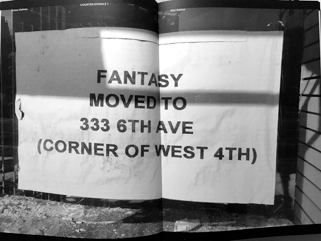 FANTASY
MOVED TO
333 6TH AVE
(CORNER OF WEST 4TH)